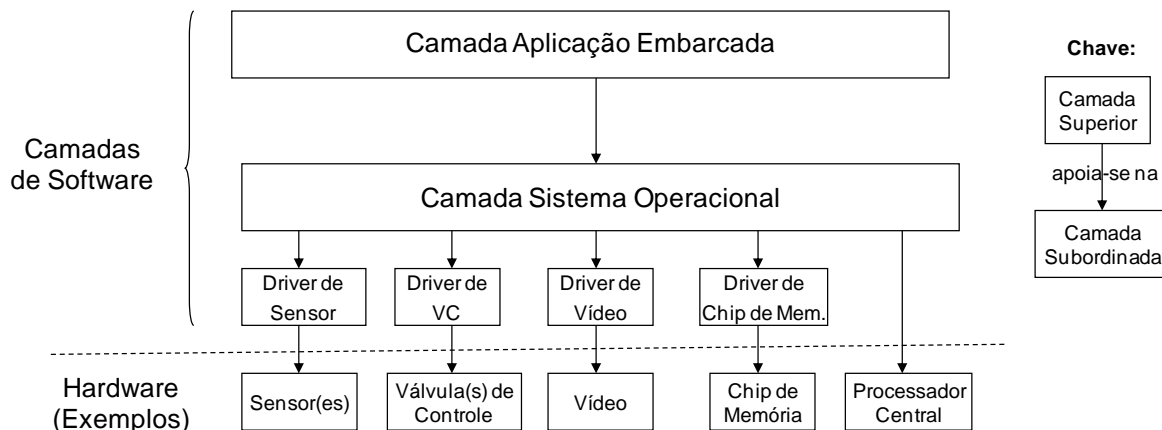 Camada Aplicação Embarcada
Chave:
Camada
Superior
apoia-se na
Camada
Subordinada
Camadas
de Software
Camada Sistema Operacional
Driver de
Sensor
Driver de
VC
Driver de
Vídeo
Driver de
Chip de Mem.
Hardware
(Exemplos)
Sensor(es)
Válvula(s) de
Controle
Vídeo
Chip de
Memória
Processador
Central